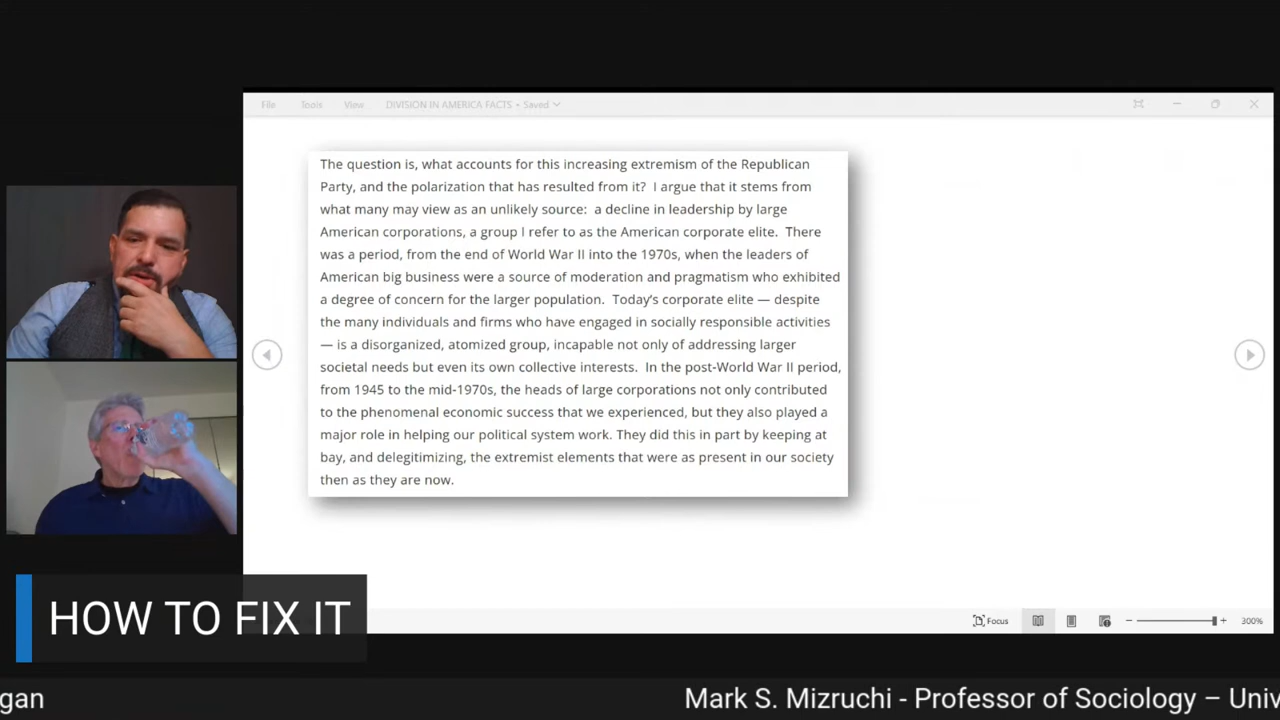 File Tools View DIVISION IN AMERICA FACTS • Saved
The question is, what accounts for this increasing extremism of the Republican
Party, and the polarization that has resulted from it? I argue that it stems from
what many may view as an unlikely source: a decline in leadership by large
American corporations, a group I refer to as the American corporate elite. There
was a period, from the end of World War II into the 1970s, when the leaders of
American big business were a source of moderation and pragmatism who exhibited
a degree of concern for the larger population. Today's corporate elite — despite
the many individuals and firms who have engaged in socially responsible activities
— is a disorganized, atomized group, incapable not only of addressing larger
societal needs but even its own collective interests. In the post-World War II period,
from 1945 to the mid-1970s, the heads of large corporations not only contributed
to the phenomenal economic success that we experienced, but they also played a
major role in helping our political system work. They did this in part by keeping at
bay, and delegitimizing, the extremist elements that were as present in our society
then as they are now.
HOW TO FIX IT
Focus
300%
gan Mark S. Mizruchi - Professor of Sociology – Univ